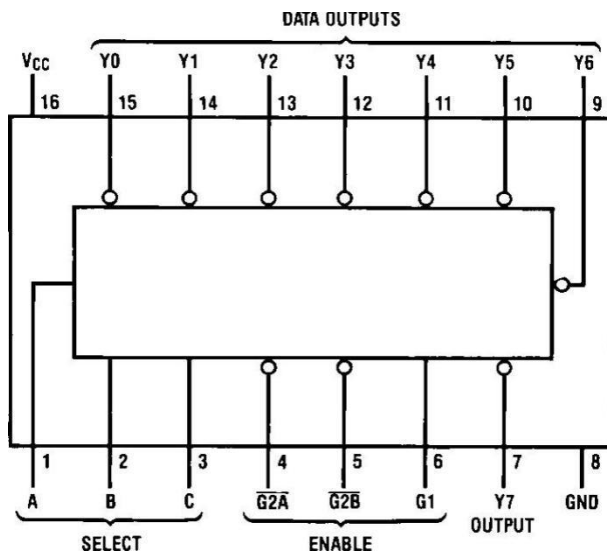 DATA OUTPUTS
VCC Y0 Y1 Y2 Y3 Y4 Y5 Y6
16 15 14 13 12 11 10 9
1 2 3 4 5 6 7 8
A B C G2A G2B G1 Y7 GND
OUTPUT
SELECT ENABLE